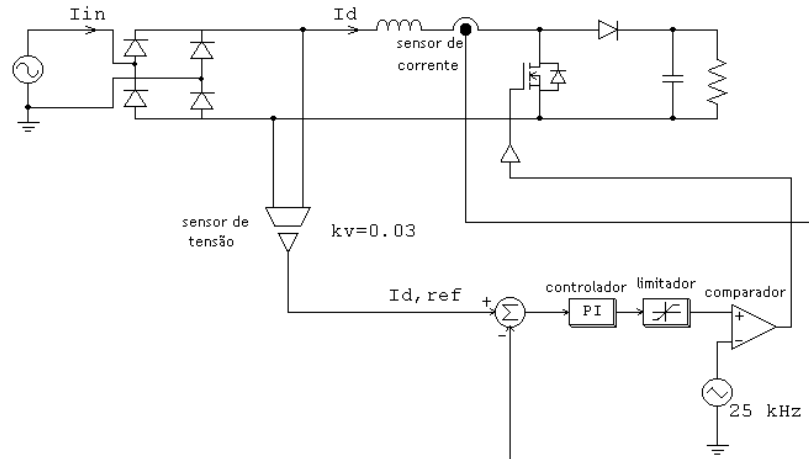 Iin
Id
sensor de
corrente
sensor de
tensão
kv=0.03
Id,ref
+
Σ
-
controlador
PI
limitador
comparador
+
−
25 kHz